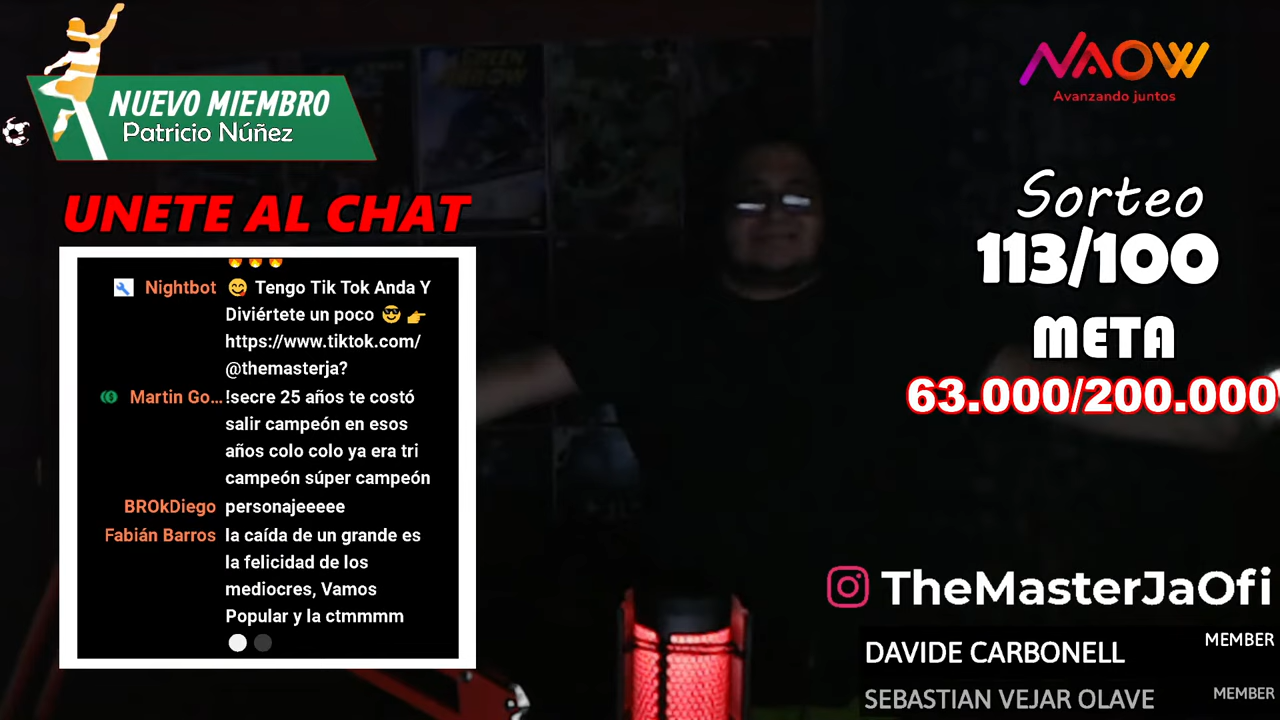 NUEVO MIEMBRO
Patricio Núñez
UNETE AL CHAT
Nightbot 😋 Tengo Tik Tok Anda Y
Diviértete un poco 😎 👉
https://www.tiktok.com/
@themasterja?
Martin Go... !secre 25 años te costó
salir campeón en esos
años colo colo ya era tri
campeón súper campeón
BROkDiego personajeeeee
Fabián Barros la caída de un grande es
la felicidad de los
mediocres, Vamos
Popular y la ctmmmm
NAOW
Avanzando juntos
Sorteo
113/100
META
63.000/200.000
TheMasterJaOfi
DAVIDE CARBONELL MEMBER
SEBASTIAN VEJAR OLAVE MEMBER
GREEN
ARROW